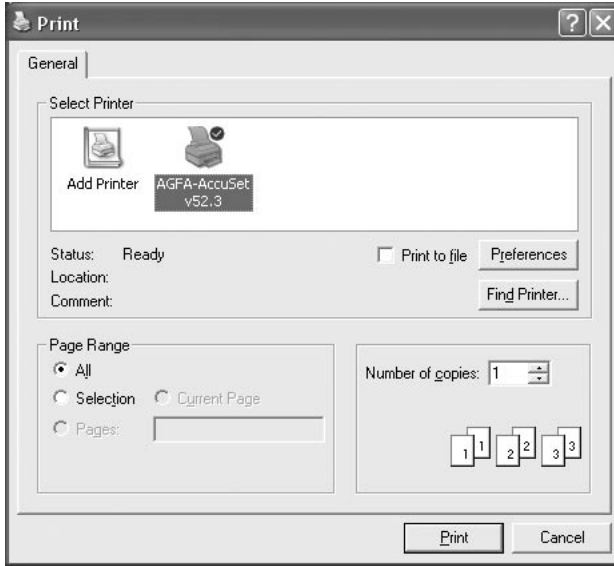 Print
General
Select Printer
Add Printer
AGFA-AccuSet
v52.3
Status: Ready
Print to file
Preferences
Location:
Comment:
Find Printer...
Page Range
All
Selection
Current Page
Pages:
Number of copies: 1
1 1 2 2 3 3
Print
Cancel